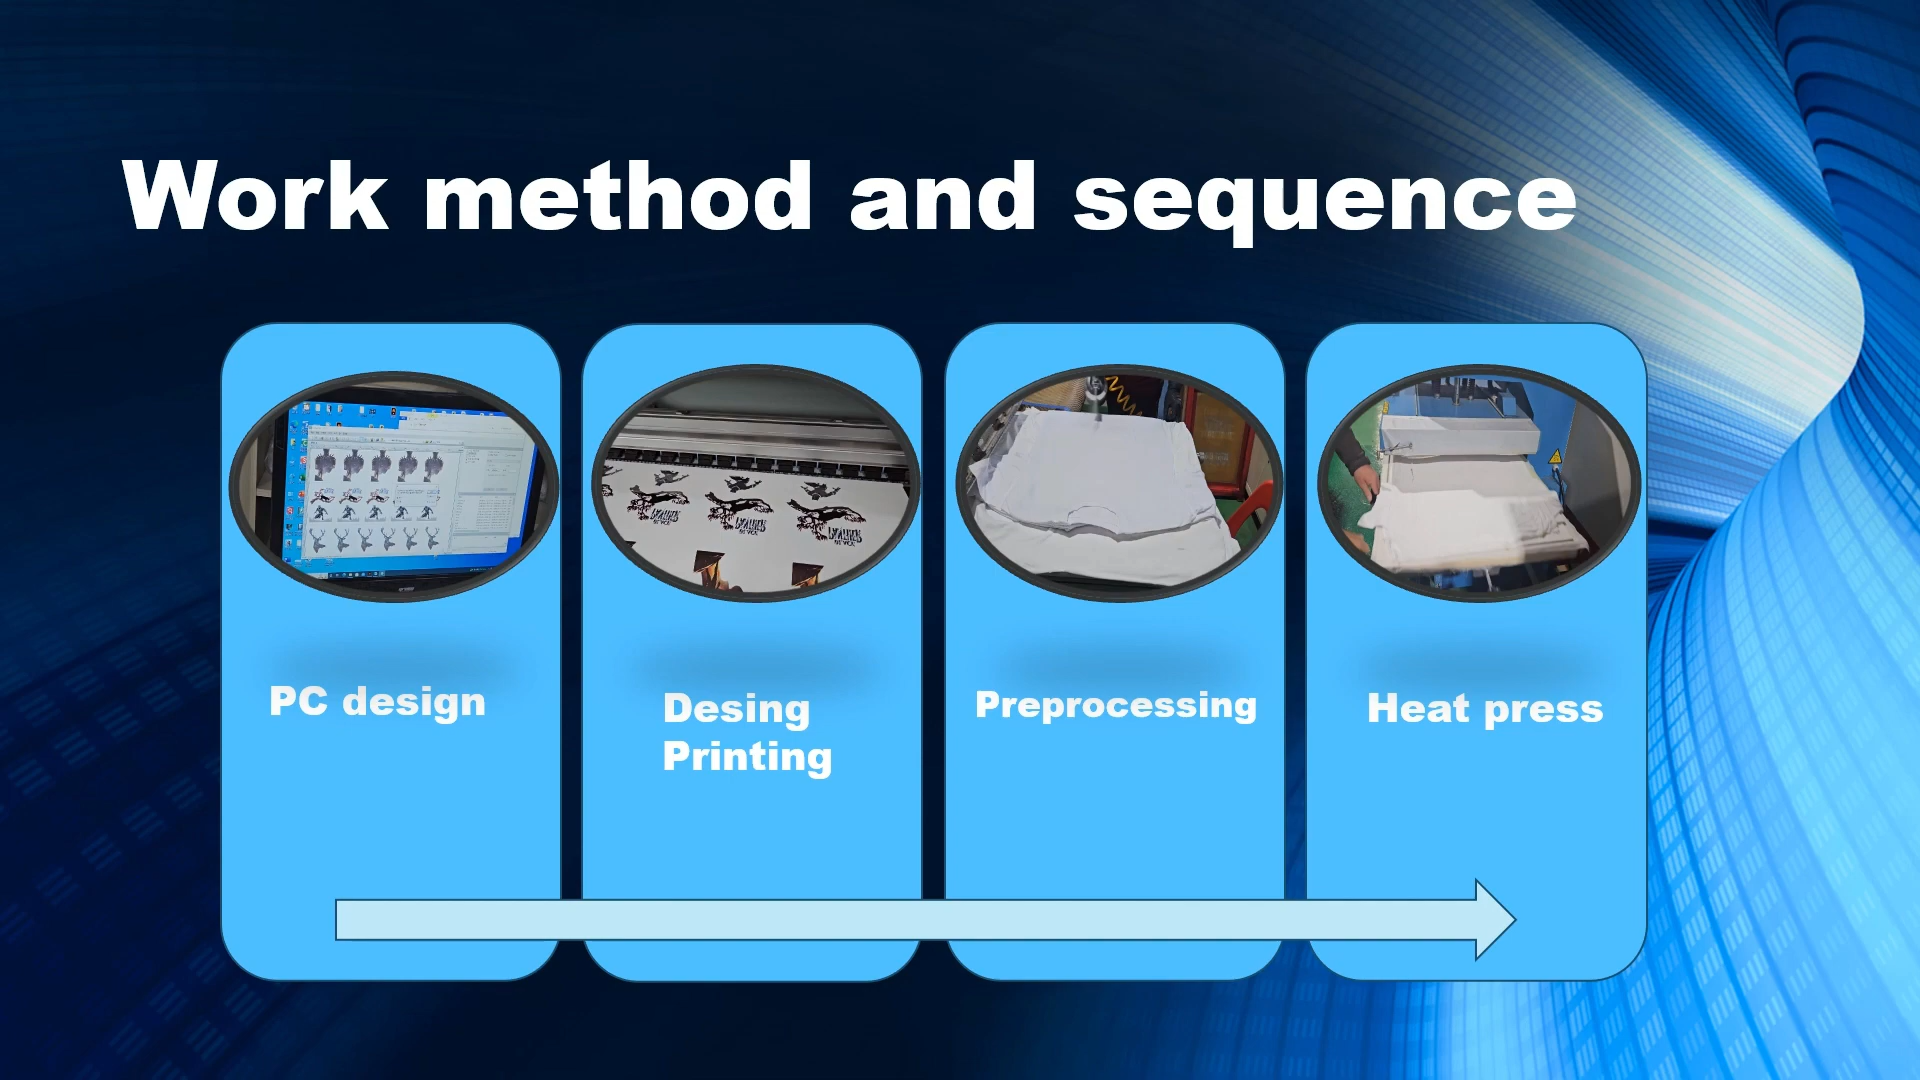 Work method and sequence
PC design
Desing
Printing
Preprocessing
Heat press